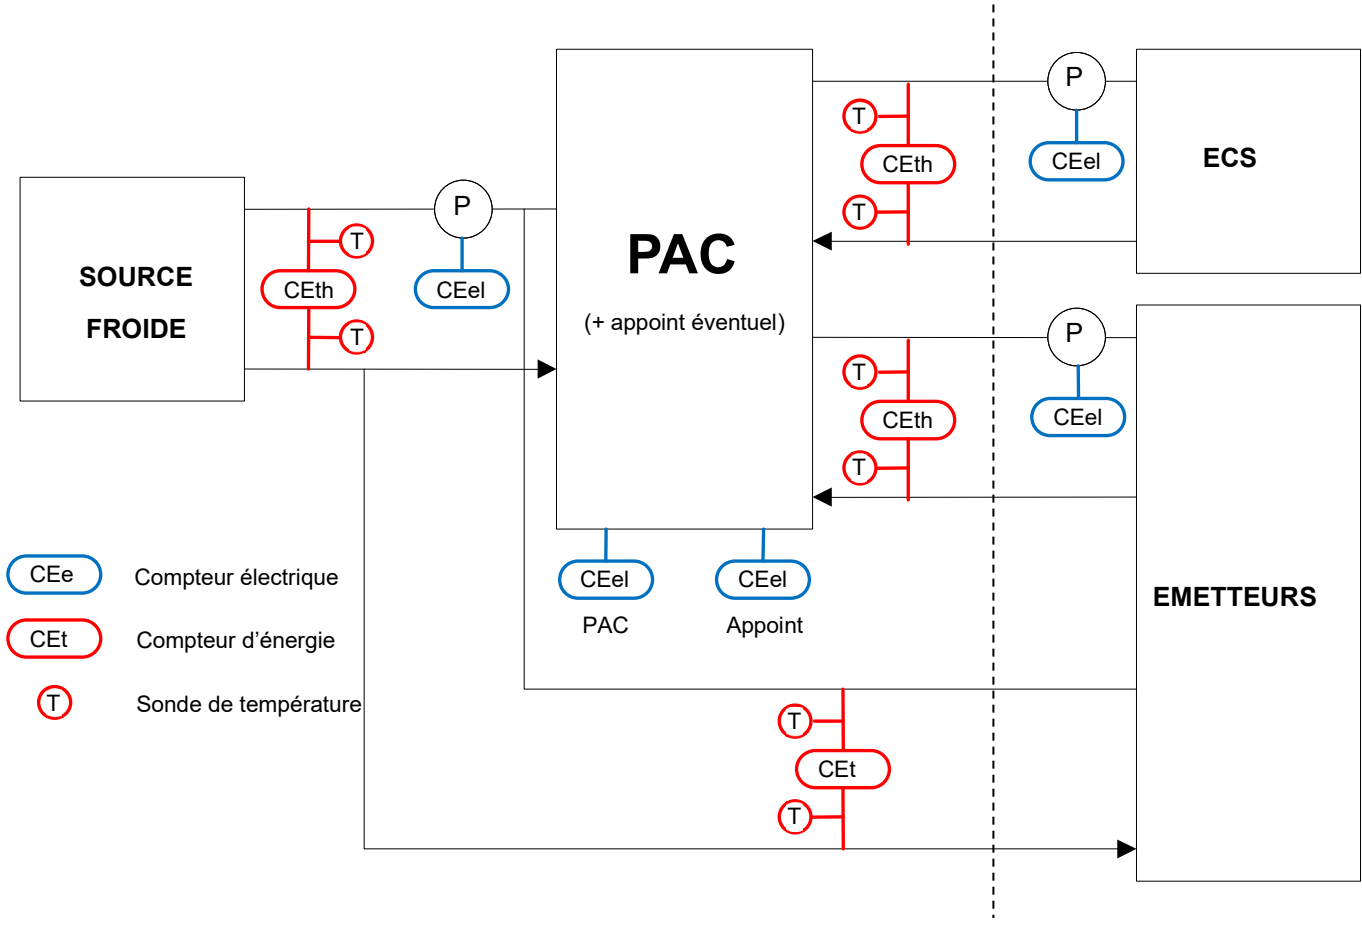 P
T
CEth
CEel
T
ECS
P
T
CEth
CEel
T
SOURCE
FROIDE
PAC
(+ appoint éventuel)
P
T
CEth
CEel
T
EMETTEURS
CEel
CEel
PAC
Appoint
CEe
Compteur électrique
CEt
Compteur d’énergie
T
Sonde de température
T
CEt
T